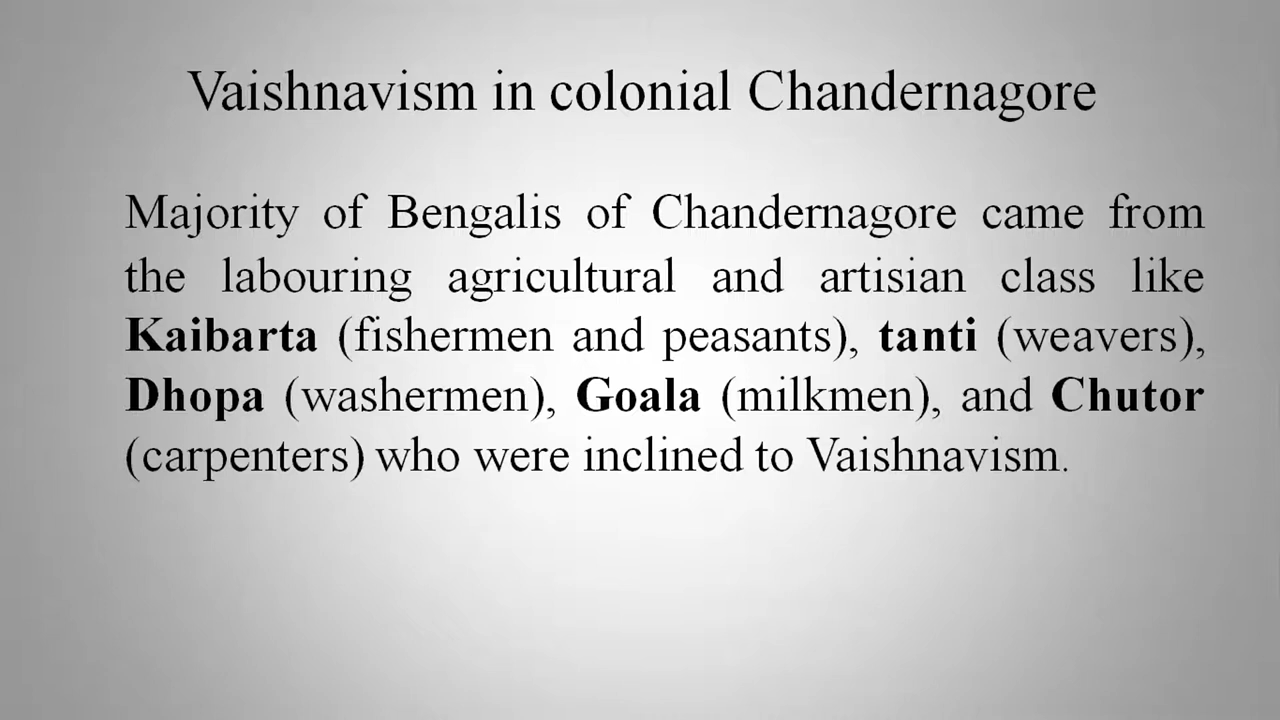 Vaishnavism in colonial Chandernagore
Majority of Bengalis of Chandernagore came from
the labouring agricultural and artisian class like
Kaibarta (fishermen and peasants), tanti (weavers),
Dhopa (washermen), Goala (milkmen), and Chutor
(carpenters) who were inclined to Vaishnavism.